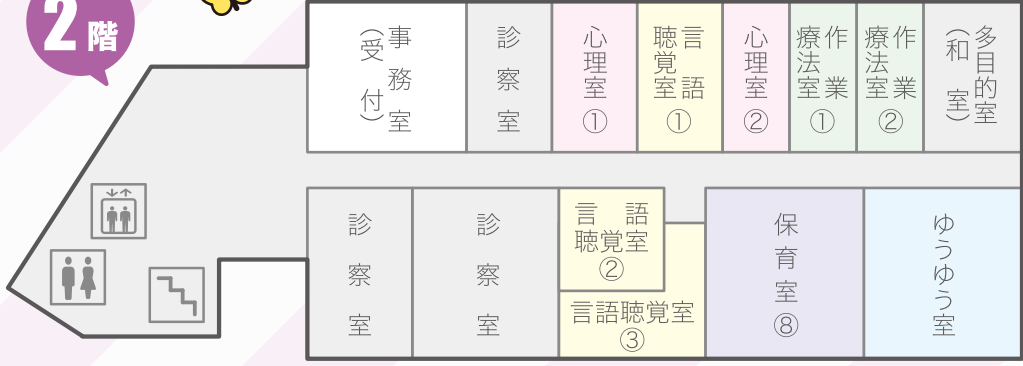 2階
事務室
（受付）
診察室
心理室
①
言語
聴覚室
①
心理室
②
作業
療法室
①
作業
療法室
②
多目的室
（和室）
診察室
診察室
言語
聴覚室
②
言語聴覚室
③
保育室⑧
ゆうゆう室